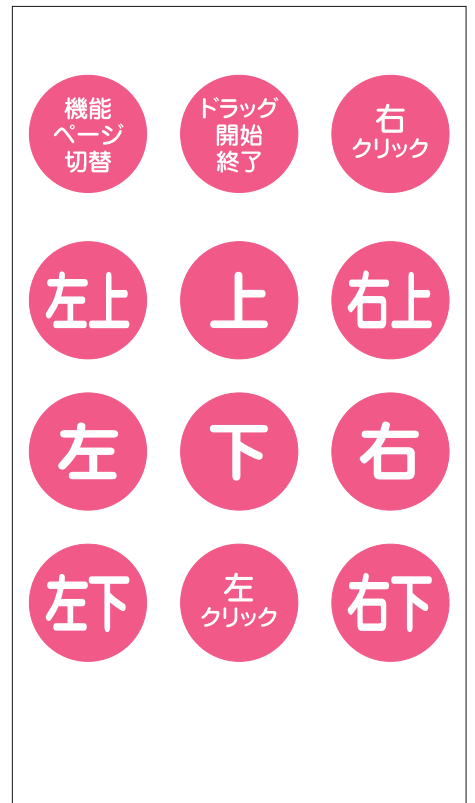 機能
ページ
切替
ドラッグ
開始
終了
右
クリック
左上
上
右上
左
下
右
左下
左
クリック
右下